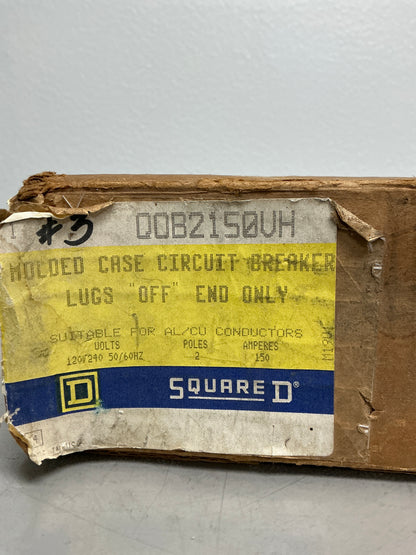 #3 QOB2150VH
MOLDED CASE CIRCUIT BREAKER
LUGS "OFF" END ONLY
SUITABLE FOR AL/CU CONDUCTORS
VOLTS POLES AMPERES
120/240 50/60HZ 2 150
D SQUARE D®